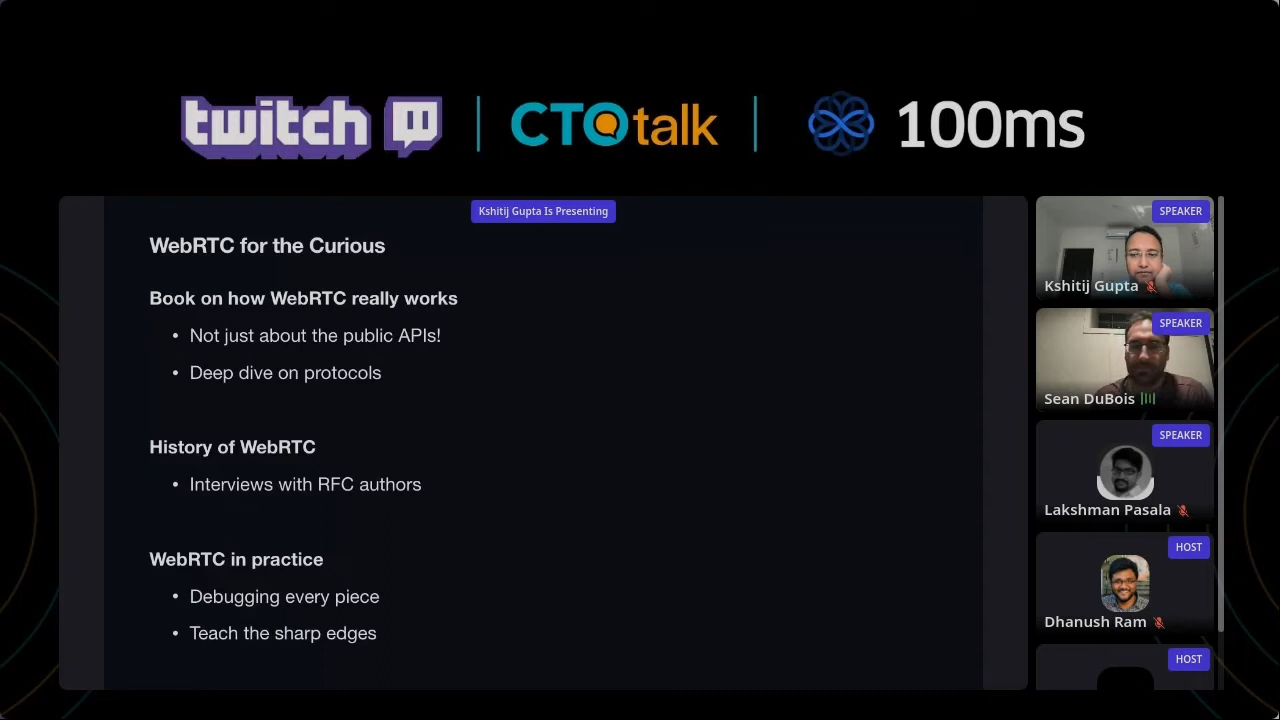 twitch
CTOtalk
100ms
Kshitij Gupta Is Presenting
WebRTC for the Curious
Book on how WebRTC really works
• Not just about the public APIs!
• Deep dive on protocols
History of WebRTC
• Interviews with RFC authors
WebRTC in practice
• Debugging every piece
• Teach the sharp edges
SPEAKER
Kshitij Gupta
SPEAKER
Sean DuBois
SPEAKER
Lakshman Pasala
HOST
Dhanush Ram
HOST